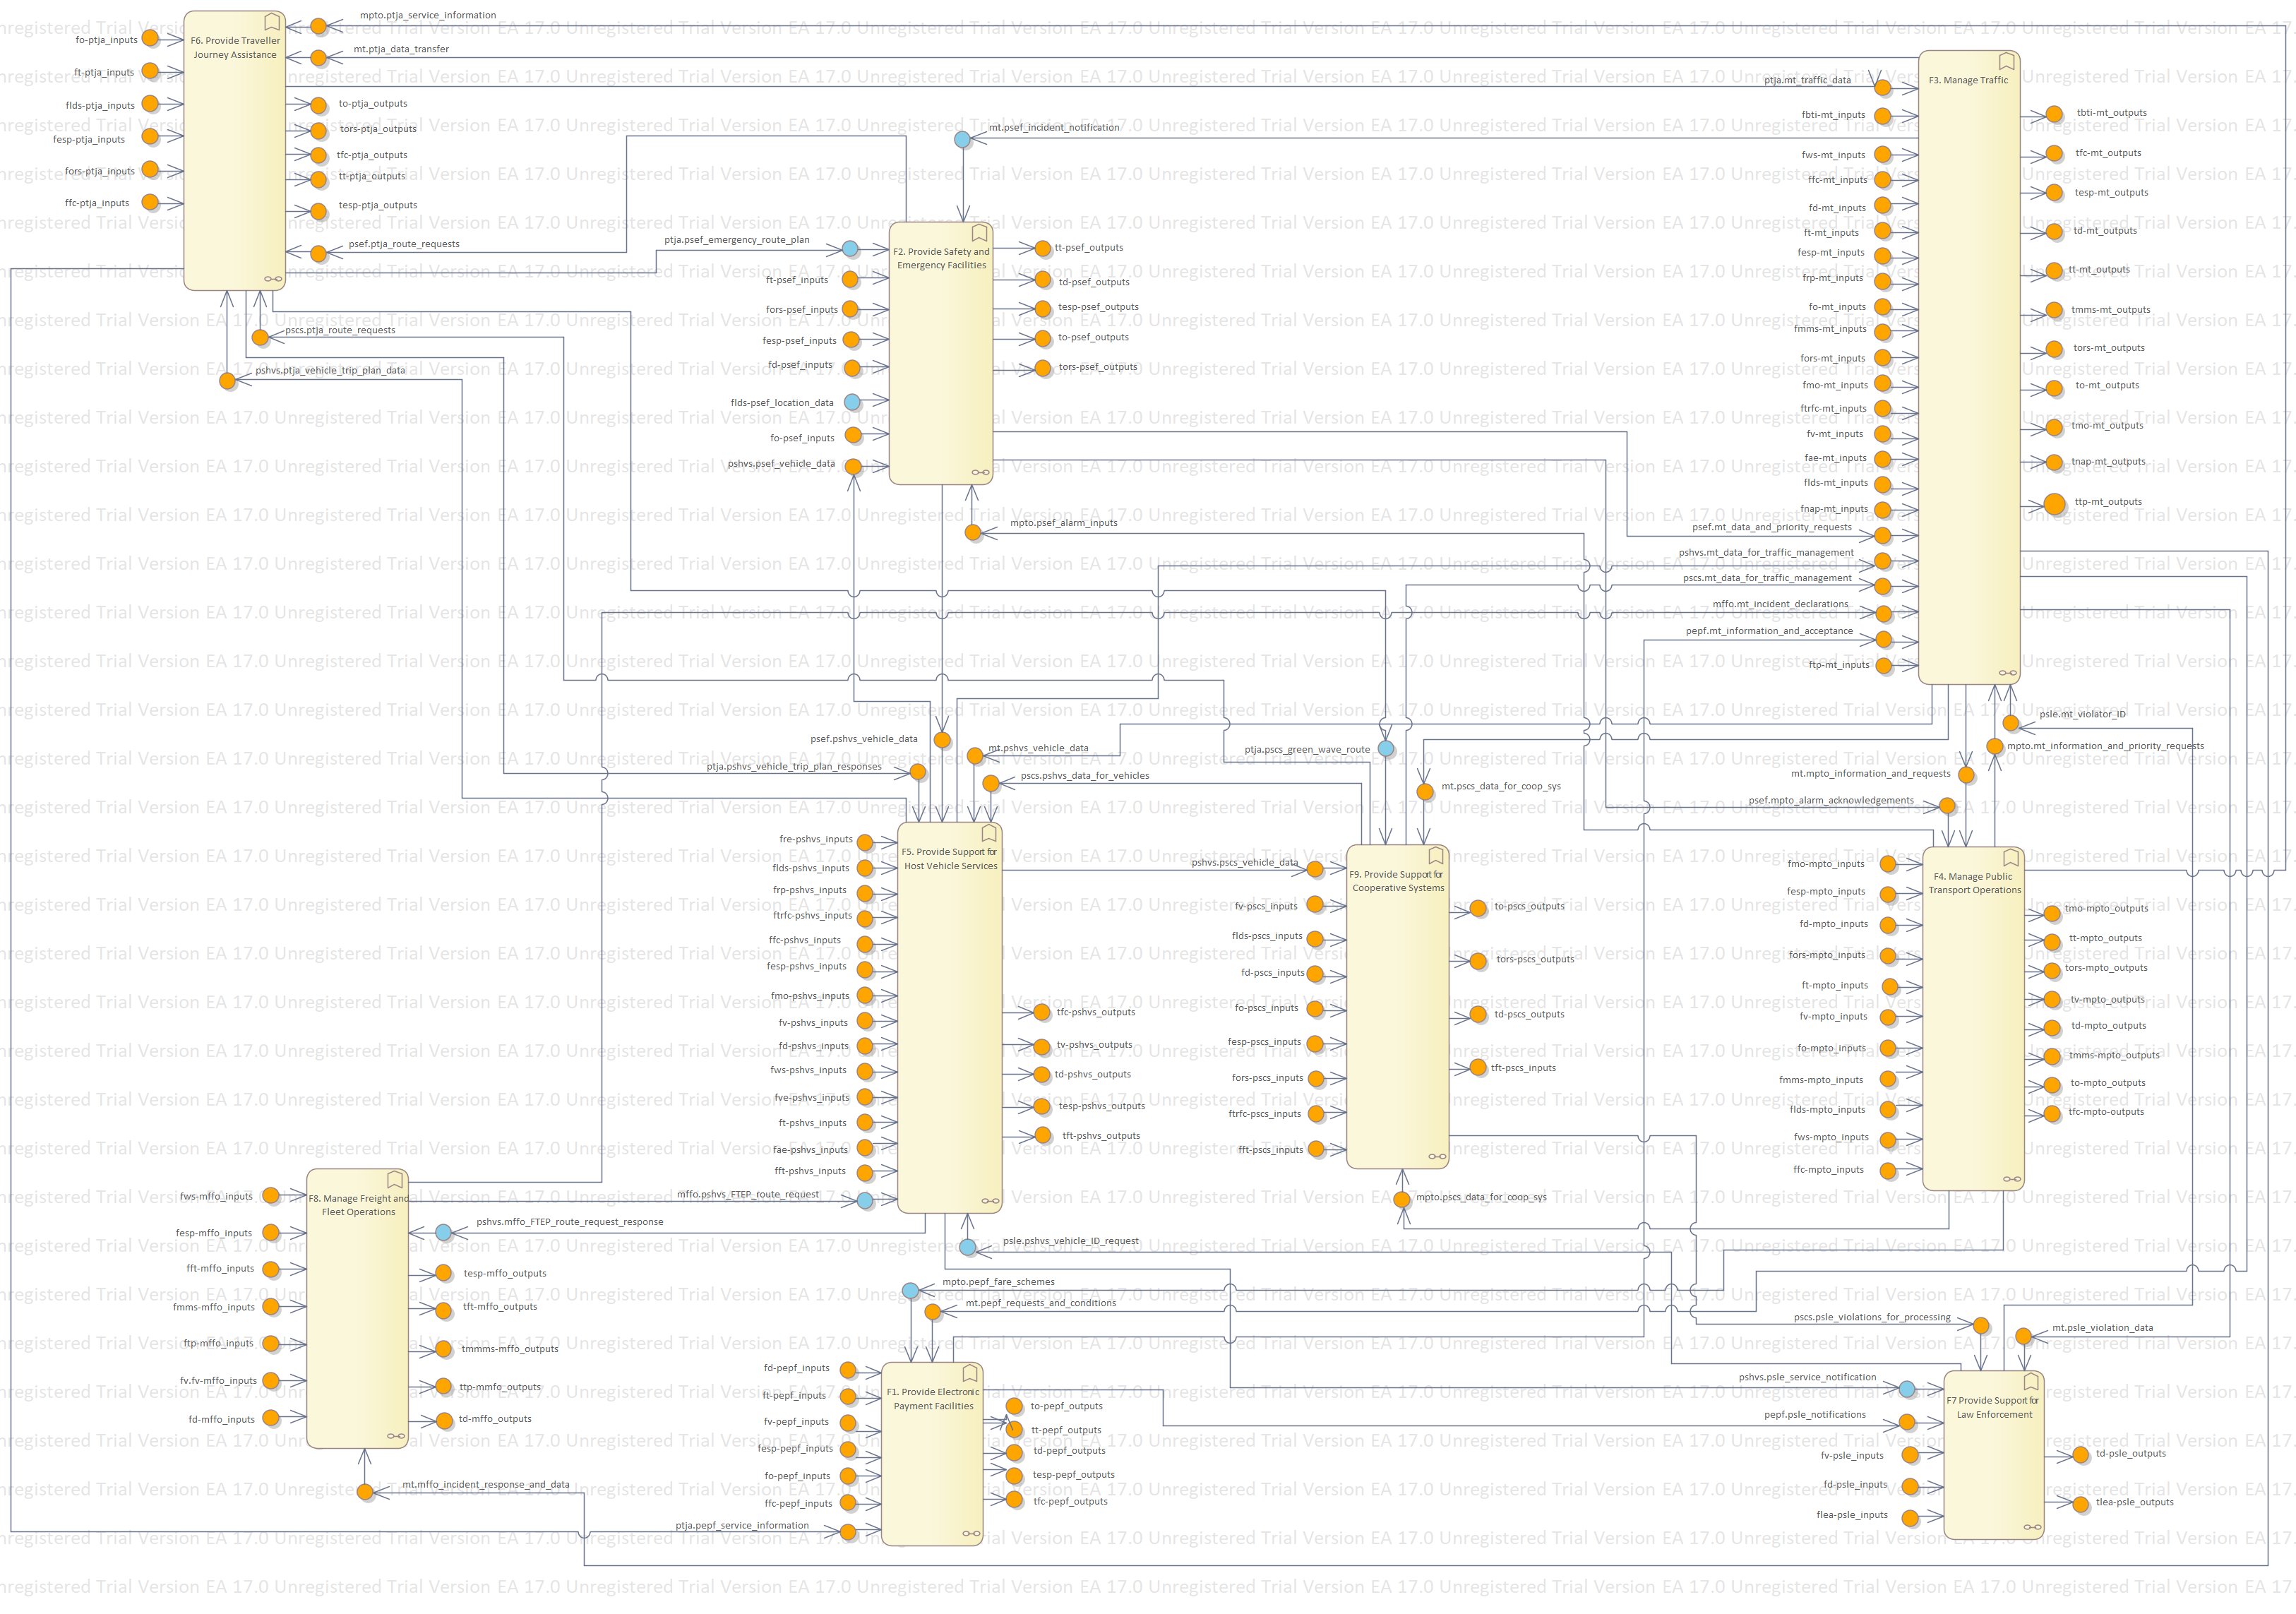 mpto.ptja_service_information
fo-ptja_inputs
F6. Provide Traveller
Journey Assistance
mt.ptja_data_transfer
ft-ptja_inputs
flds-ptja_inputs
to-ptja_outputs
fesp-ptja_inputs
tors-ptja_outputs
tfc-ptja_outputs
fors-ptja_inputs
tt-ptja_outputs
ffc-ptja_inputs
tesp-ptja_outputs
psef.ptja_route_requests
pscs.ptja_route_requests
pshvs.ptja_vehicle_trip_plan_data
mt.psef_incident_notification
ptja.psef_emergency_route_plan
F2. Provide Safety and
Emergency Facilities
ft-psef_inputs
fors-psef_inputs
fesp-psef_inputs
fd-psef_inputs
flds-psef_location_data
fo-psef_inputs
pshvs.psef_vehicle_data
tt-psef_outputs
td-psef_outputs
tesp-psef_outputs
to-psef_outputs
tors-psef_outputs
mpto.psef_alarm_inputs
F3. Manage Traffic
ptja.mt_traffic_data
fbti-mt_inputs
fws-mt_inputs
ffc-mt_inputs
fd-mt_inputs
ft-mt_inputs
fesp-mt_inputs
frp-mt_inputs
fo-mt_inputs
fmms-mt_inputs
fors-mt_inputs
fmo-mt_inputs
ftrfc-mt_inputs
fv-mt_inputs
fae-mt_inputs
flds-mt_inputs
fnap-mt_inputs
psef.mt_data_and_priority_requests
pshvs.mt_data_for_traffic_management
pscs.mt_data_for_traffic_management
mffo.mt_incident_declarations
pepf.mt_information_and_acceptance
ftp-mt_inputs
tbti-mt_outputs
tfc-mt_outputs
tesp-mt_outputs
td-mt_outputs
tt-mt_outputs
tmms-mt_outputs
tors-mt_outputs
to-mt_outputs
tmo-mt_outputs
tnap-mt_outputs
ttp-mt_outputs
psle.mt_violator_ID
mpto.mt_information_and_priority_requests
mt.mpto_information_and_requests
psef.mpto_alarm_acknowledgements
psef.pshvs_vehicle_data
mt.pshvs_vehicle_data
ptja.pshvs_vehicle_trip_plan_responses
pscs.pshvs_data_for_vehicles
ptja.pscs_green_wave_route
mt.pscs_data_for_coop_sys
F5. Provide Support for
Host Vehicle Services
fre-pshvs_inputs
flds-pshvs_inputs
frp-pshvs_inputs
ftrfc-pshvs_inputs
ffc-pshvs_inputs
fesp-pshvs_inputs
fmo-pshvs_inputs
fv-pshvs_inputs
fd-pshvs_inputs
fws-pshvs_inputs
fve-pshvs_inputs
ft-pshvs_inputs
fae-pshvs_inputs
fft-pshvs_inputs
mffo.pshvs_FTEP_route_request
tfc-pshvs_outputs
tv-pshvs_outputs
td-pshvs_outputs
tesp-pshvs_outputs
tft-pshvs_outputs
psle.pshvs_vehicle_ID_request
pshvs.pscs_vehicle_data
F9. Provide Support for
Cooperative Systems
fv-pscs_inputs
flds-pscs_inputs
fd-pscs_inputs
fo-pscs_inputs
fesp-pscs_inputs
fors-pscs_inputs
ftrfc-pscs_inputs
fft-pscs_inputs
to-pscs_outputs
tors-pscs_outputs
td-pscs_outputs
tft-pscs_inputs
mpto.pscs_data_for_coop_sys
F4. Manage Public
Transport Operations
fmo-mpto_inputs
fesp-mpto_inputs
fd-mpto_inputs
fors-mpto_inputs
ft-mpto_inputs
fv-mpto_inputs
fo-mpto_inputs
fmms-mpto_inputs
flds-mpto_inputs
fws-mpto_inputs
ffc-mpto_inputs
tmo-mpto_outputs
tt-mpto_outputs
tors-mpto_outputs
tv-mpto_outputs
td-mpto_outputs
tmms-mpto_outputs
to-mpto_outputs
tfc-mpto-outputs
F8. Manage Freight and
Fleet Operations
fws-mffo_inputs
fesp-mffo_inputs
fft-mffo_inputs
fmms-mffo_inputs
ftp-mffo_inputs
fv.fv-mffo_inputs
fd-mffo_inputs
pshvs.mffo_FTEP_route_request_response
tesp-mffo_outputs
tft-mffo_outputs
tmmms-mffo_outputs
ttp-mmfo_outputs
td-mffo_outputs
mt.mffo_incident_response_and_data
mpto.pepf_fare_schemes
mt.pepf_requests_and_conditions
F1. Provide Electronic
Payment Facilities
fd-pepf_inputs
ft-pepf_inputs
fv-pepf_inputs
fesp-pepf_inputs
fo-pepf_inputs
ffc-pepf_inputs
ptja.pepf_service_information
to-pepf_outputs
tt-pepf_outputs
td-pepf_outputs
tesp-pepf_outputs
tfc-pepf_outputs
pscs.psle_violations_for_processing
mt.psle_violation_data
pshvs.psle_service_notification
pepf.psle_notifications
F7 Provide Support for
Law Enforcement
fv-psle_inputs
fd-psle_inputs
flea-psle_inputs
td-psle_outputs
tlea-psle_outputs
Unregistered Trial Version EA 17.0